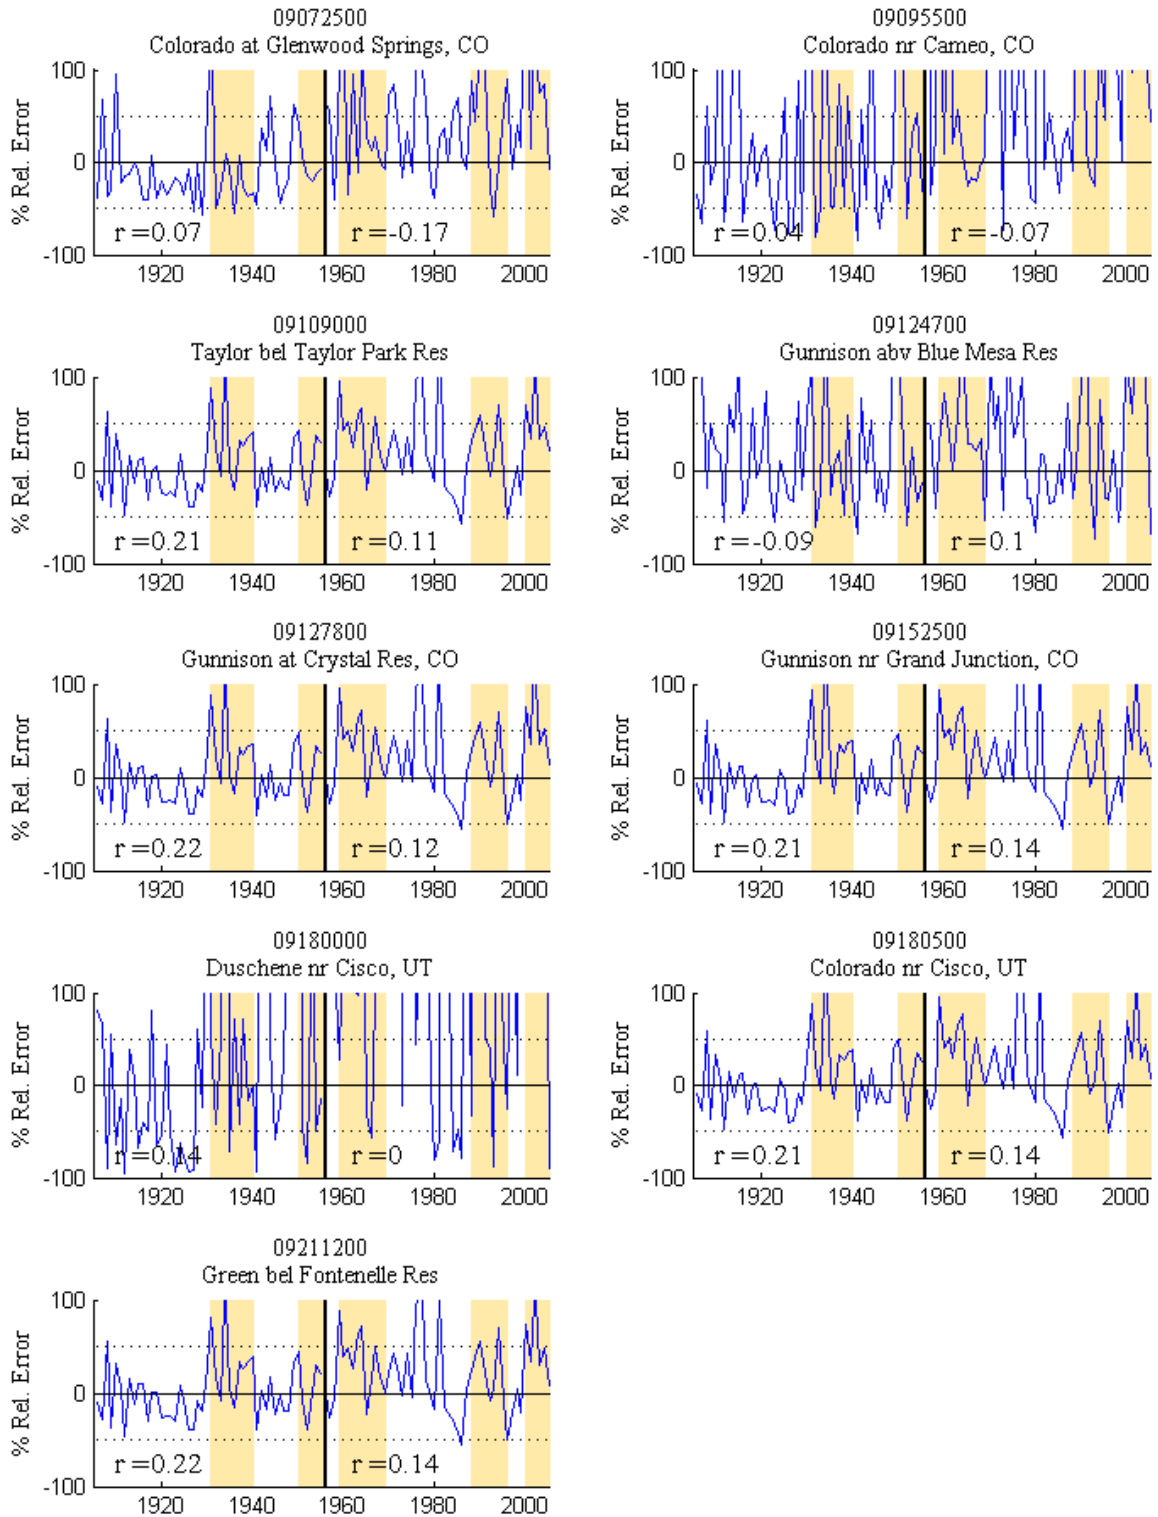 09072500
Colorado at Glenwood Springs, CO
% Rel. Error
100
0
-100
r=0.07
r=-0.17
1920 1940 1960 1980 2000
09095500
Colorado nr Cameo, CO
% Rel. Error
100
0
-100
r=0.04
r=-0.07
1920 1940 1960 1980 2000
09109000
Taylor bel Taylor Park Res
% Rel. Error
100
0
-100
r=0.21
r=0.11
1920 1940 1960 1980 2000
09124700
Gunnison abv Blue Mesa Res
% Rel. Error
100
0
-100
r=-0.09
r=0.1
1920 1940 1960 1980 2000
09127800
Gunnison at Crystal Res, CO
% Rel. Error
100
0
-100
r=0.22
r=0.12
1920 1940 1960 1980 2000
09152500
Gunnison nr Grand Junction, CO
% Rel. Error
100
0
-100
r=0.21
r=0.14
1920 1940 1960 1980 2000
09180000
Duschene nr Cisco, UT
% Rel. Error
100
0
-100
r=0.14
r=0
1920 1940 1960 1980 2000
09180500
Colorado nr Cisco, UT
% Rel. Error
100
0
-100
r=0.21
r=0.14
1920 1940 1960 1980 2000
09211200
Green bel Fontenelle Res
% Rel. Error
100
0
-100
r=0.22
r=0.14
1920 1940 1960 1980 2000